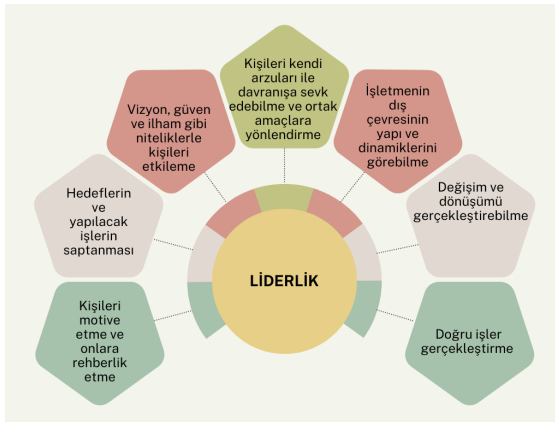 Kişileri kendi
arzuları ile
davranışa sevk
edebilme ve ortak
amaçlara
yönlendirme
Vizyon, güven
ve ilham gibi
niteliklerle
kişileri
etkileme
İşletmenin
dış
çevresinin
yapı ve
dinamiklerini
görebilme
Hedeflerin
ve
yapılacak
işlerin
saptanması
Değişim ve
dönüşümü
gerçekleştirebilme
LİDERLİK
Kişileri
motive
etme ve
onlara
rehberlik
etme
Doğru işler
gerçekleştirme